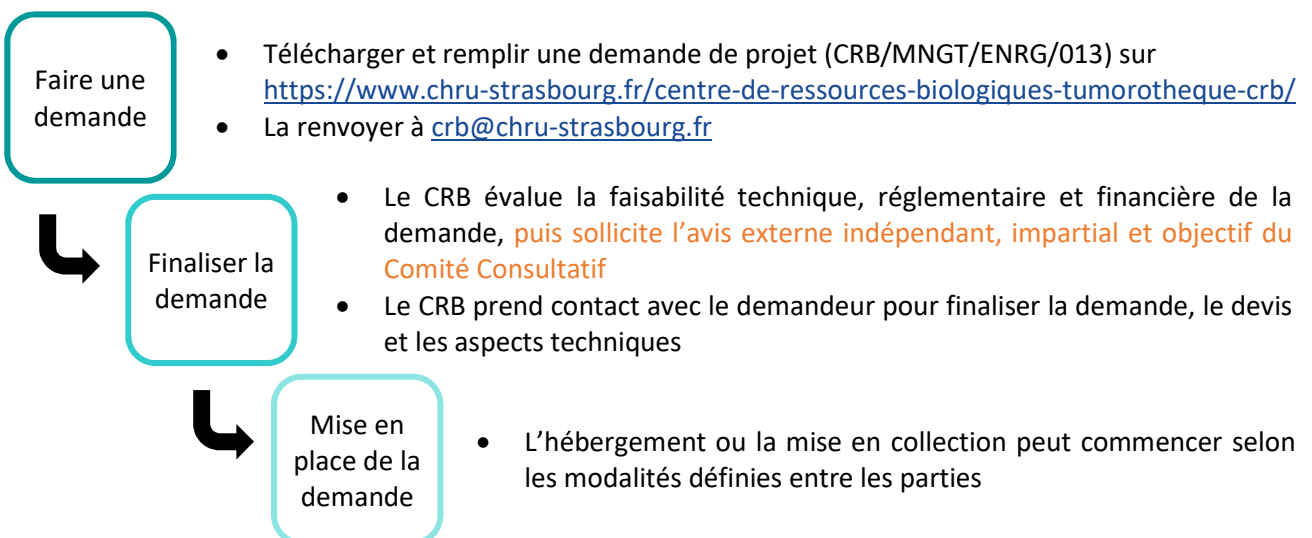 Faire une
demande
• Télécharger et remplir une demande de projet (CRB/MNGT/ENRG/013) sur
https://www.chru-strasbourg.fr/centre-de-ressources-biologiques-tumorotheque-crb/
• La renvoyer à crb@chru-strasbourg.fr
Finaliser la
demande
• Le CRB évalue la faisabilité technique, réglementaire et financière de la
demande, puis sollicite l’avis externe indépendant, impartial et objectif du
Comité Consultatif
• Le CRB prend contact avec le demandeur pour finaliser la demande, le devis
et les aspects techniques
Mise en
place de la
demande
• L’hébergement ou la mise en collection peut commencer selon
les modalités définies entre les parties